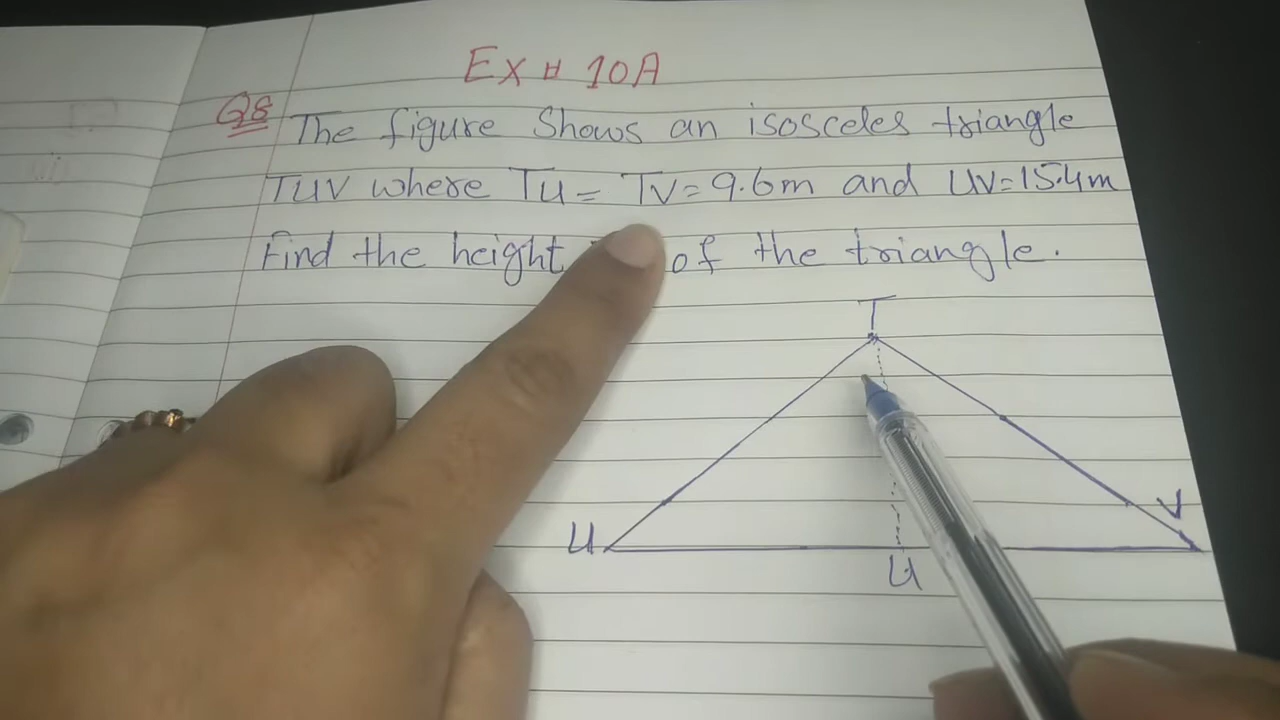 Ex # 10A
Q8 The figure Shows an isosceles triangle
TUV where TU = TV = 9.6m and UV = 15.4m
Find the height of the triangle.
T
U
V
U